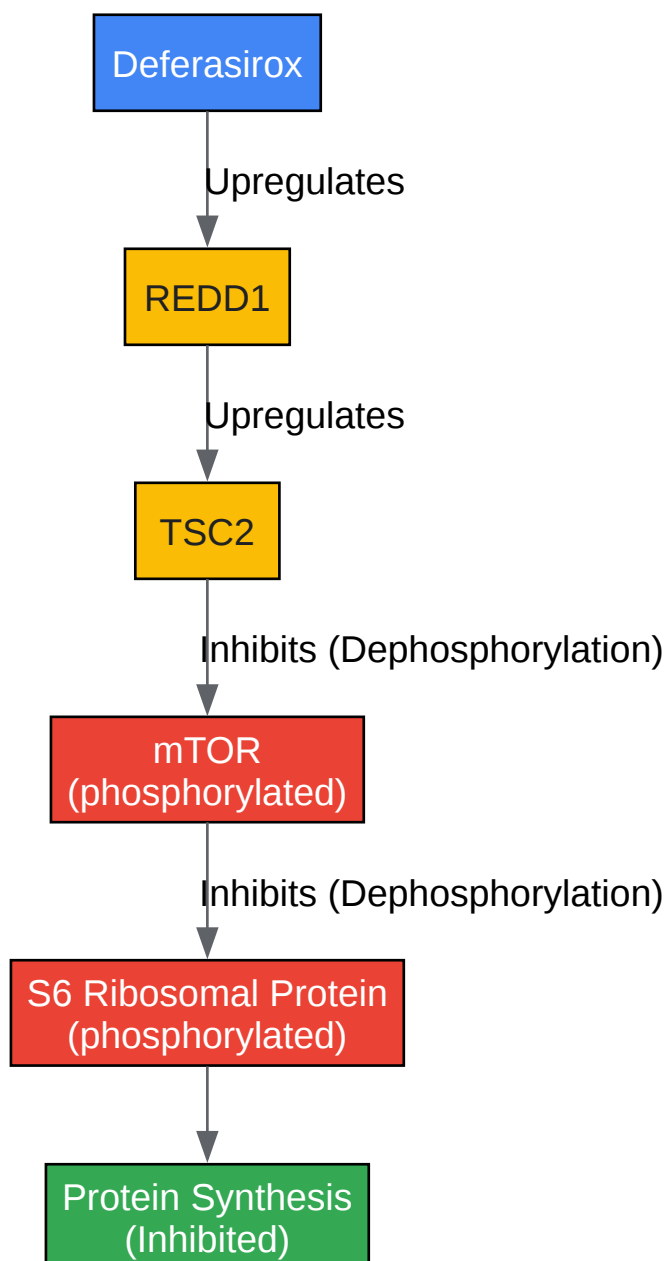 Deferasirox
Upregulates
REDD1
Upregulates
TSC2
Inhibits (Dephosphorylation)
mTOR
(phosphorylated)
Inhibits (Dephosphorylation)
S6 Ribosomal Protein
(phosphorylated)
Protein Synthesis
(Inhibited)